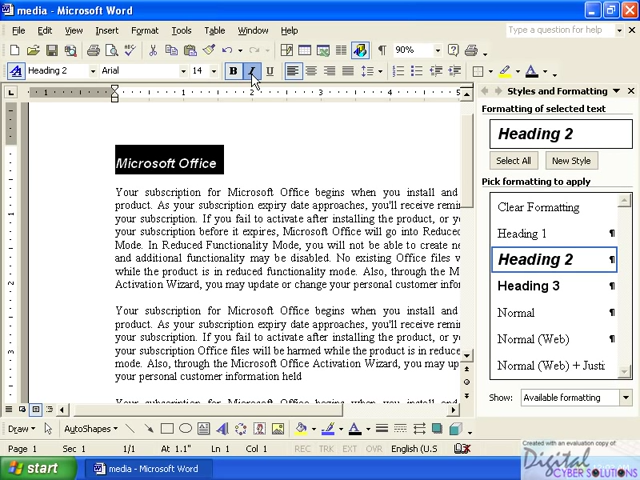 media - Microsoft Word
File Edit View Insert Format Tools Table Window Help
Type a question for help
90%
Heading 2 Arial 14 B I U
Styles and Formatting
Formatting of selected text
Heading 2
Select All New Style
Pick formatting to apply
Clear Formatting
Heading 1 ¶
Heading 2 ¶
Heading 3 ¶
Normal ¶
Normal (Web) ¶
Normal (Web) + Justi
Show: Available formatting
Microsoft Office
Your subscription for Microsoft Office begins when you install and
product. As your subscription expiry date approaches, you'll receive remin
your subscription. If you fail to activate after installing the product, or yo
your subscription before it expires, Microsoft Office will go into Reduced
Mode. In Reduced Functionality Mode, you will not be able to create ne
and additional functionality may be disabled. No existing Office files w
while the product is in reduced functionality mode. Also, through the M
Activation Wizard, you may update or change your personal customer infor
Your subscription for Microsoft Office begins when you install and
product. As your subscription expiry date approaches, you'll receive remin
your subscription. If you fail to activate after installing the product, or yo
your subscription Office files will be harmed while the product is in reduce
mode. Also, through the Microsoft Office Activation Wizard, you may up
your personal customer information held
Your subscription for Microsoft Office begins when you install and
Draw AutoShapes
Page 1 Sec 1 1/1 At 1.1" Ln 1 Col 1 REC TRK EXT OVR English (U.S
start media - Microsoft Word
Created with an evaluation copy of
Digital
CYBER SOLUTIONS